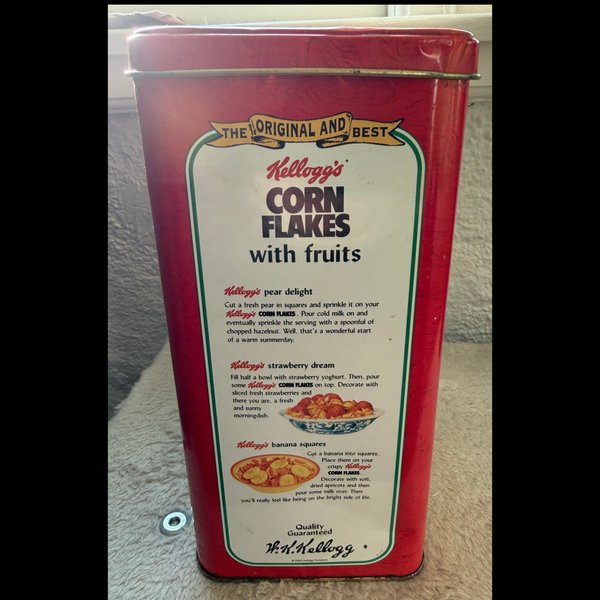 THE ORIGINAL AND BEST
Kellogg's
CORN
FLAKES
with fruits
Kellogg's pear delight
Cut a fresh pear in squares and sprinkle it on your
Kellogg's CORN FLAKES. Pour cold milk on and
eventually sprinkle the serving with a spoonful of
chopped hazelnut. Well, that's a wonderful start
of a warm summerday.
Kellogg's strawberry dream
Fill half a bowl with strawberry yoghurt. Then, pour
some Kellogg's CORN FLAKES on top. Decorate with
sliced fresh strawberries and
there you are, a fresh
and sunny
morningdish.
Kellogg's banana squares
Cut a banana into squares.
Place them on your
crispy Kellogg's
CORN FLAKES.
Decorate with soft,
dried apricots and then
pour some milk over. Then
you'll really feel like being on the bright side of life.
Quality
Guaranteed
W.K.Kellogg
Kellogg Company